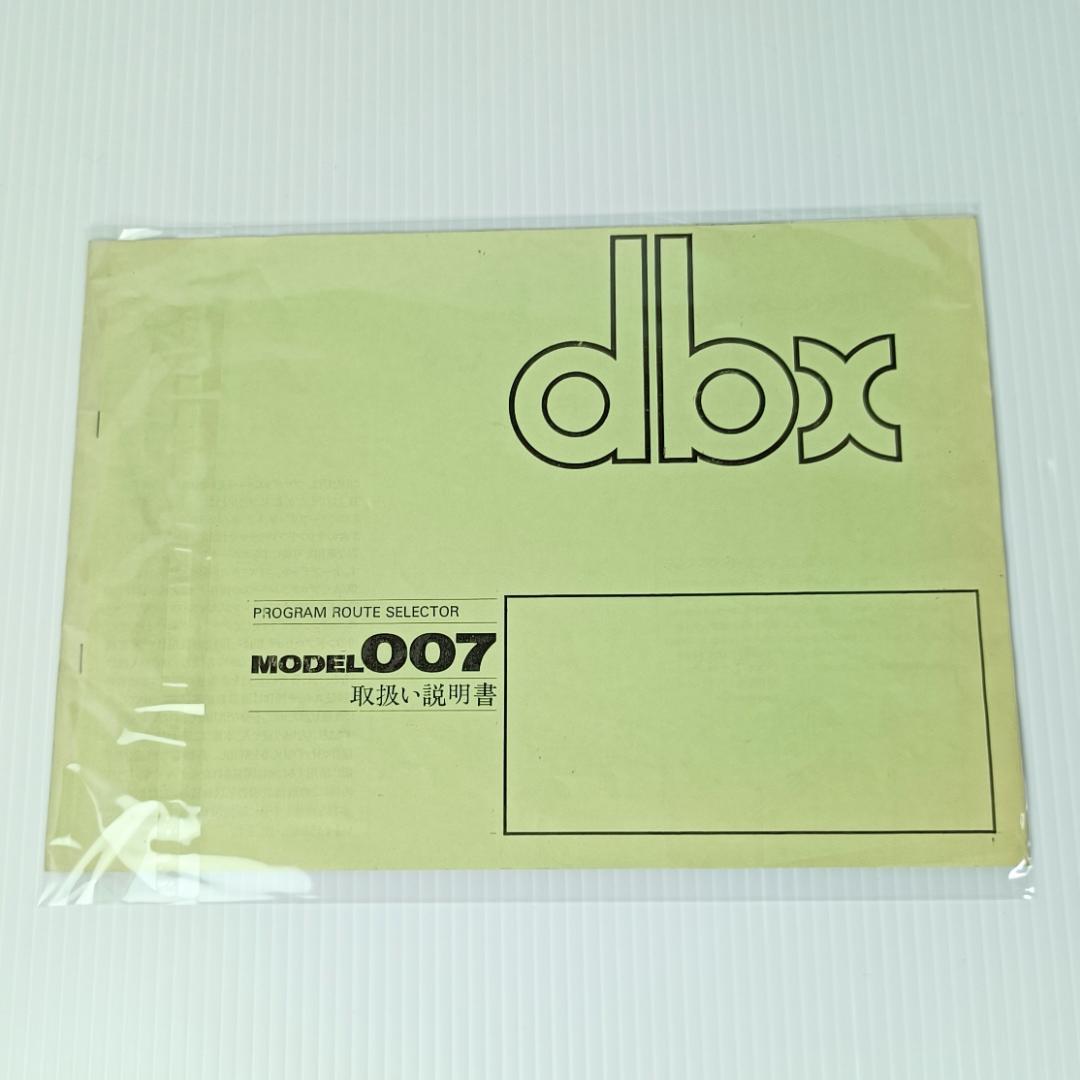 dbx
PROGRAM ROUTE SELECTOR
MODEL007
取扱い説明書